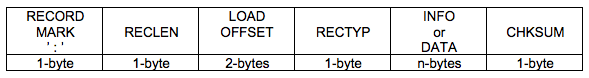 RECORD MARK ' : '
RECLEN
LOAD OFFSET
RECTYP
INFO or DATA
CHKSUM
1-byte
1-byte
2-bytes
1-byte
n-bytes
1-byte